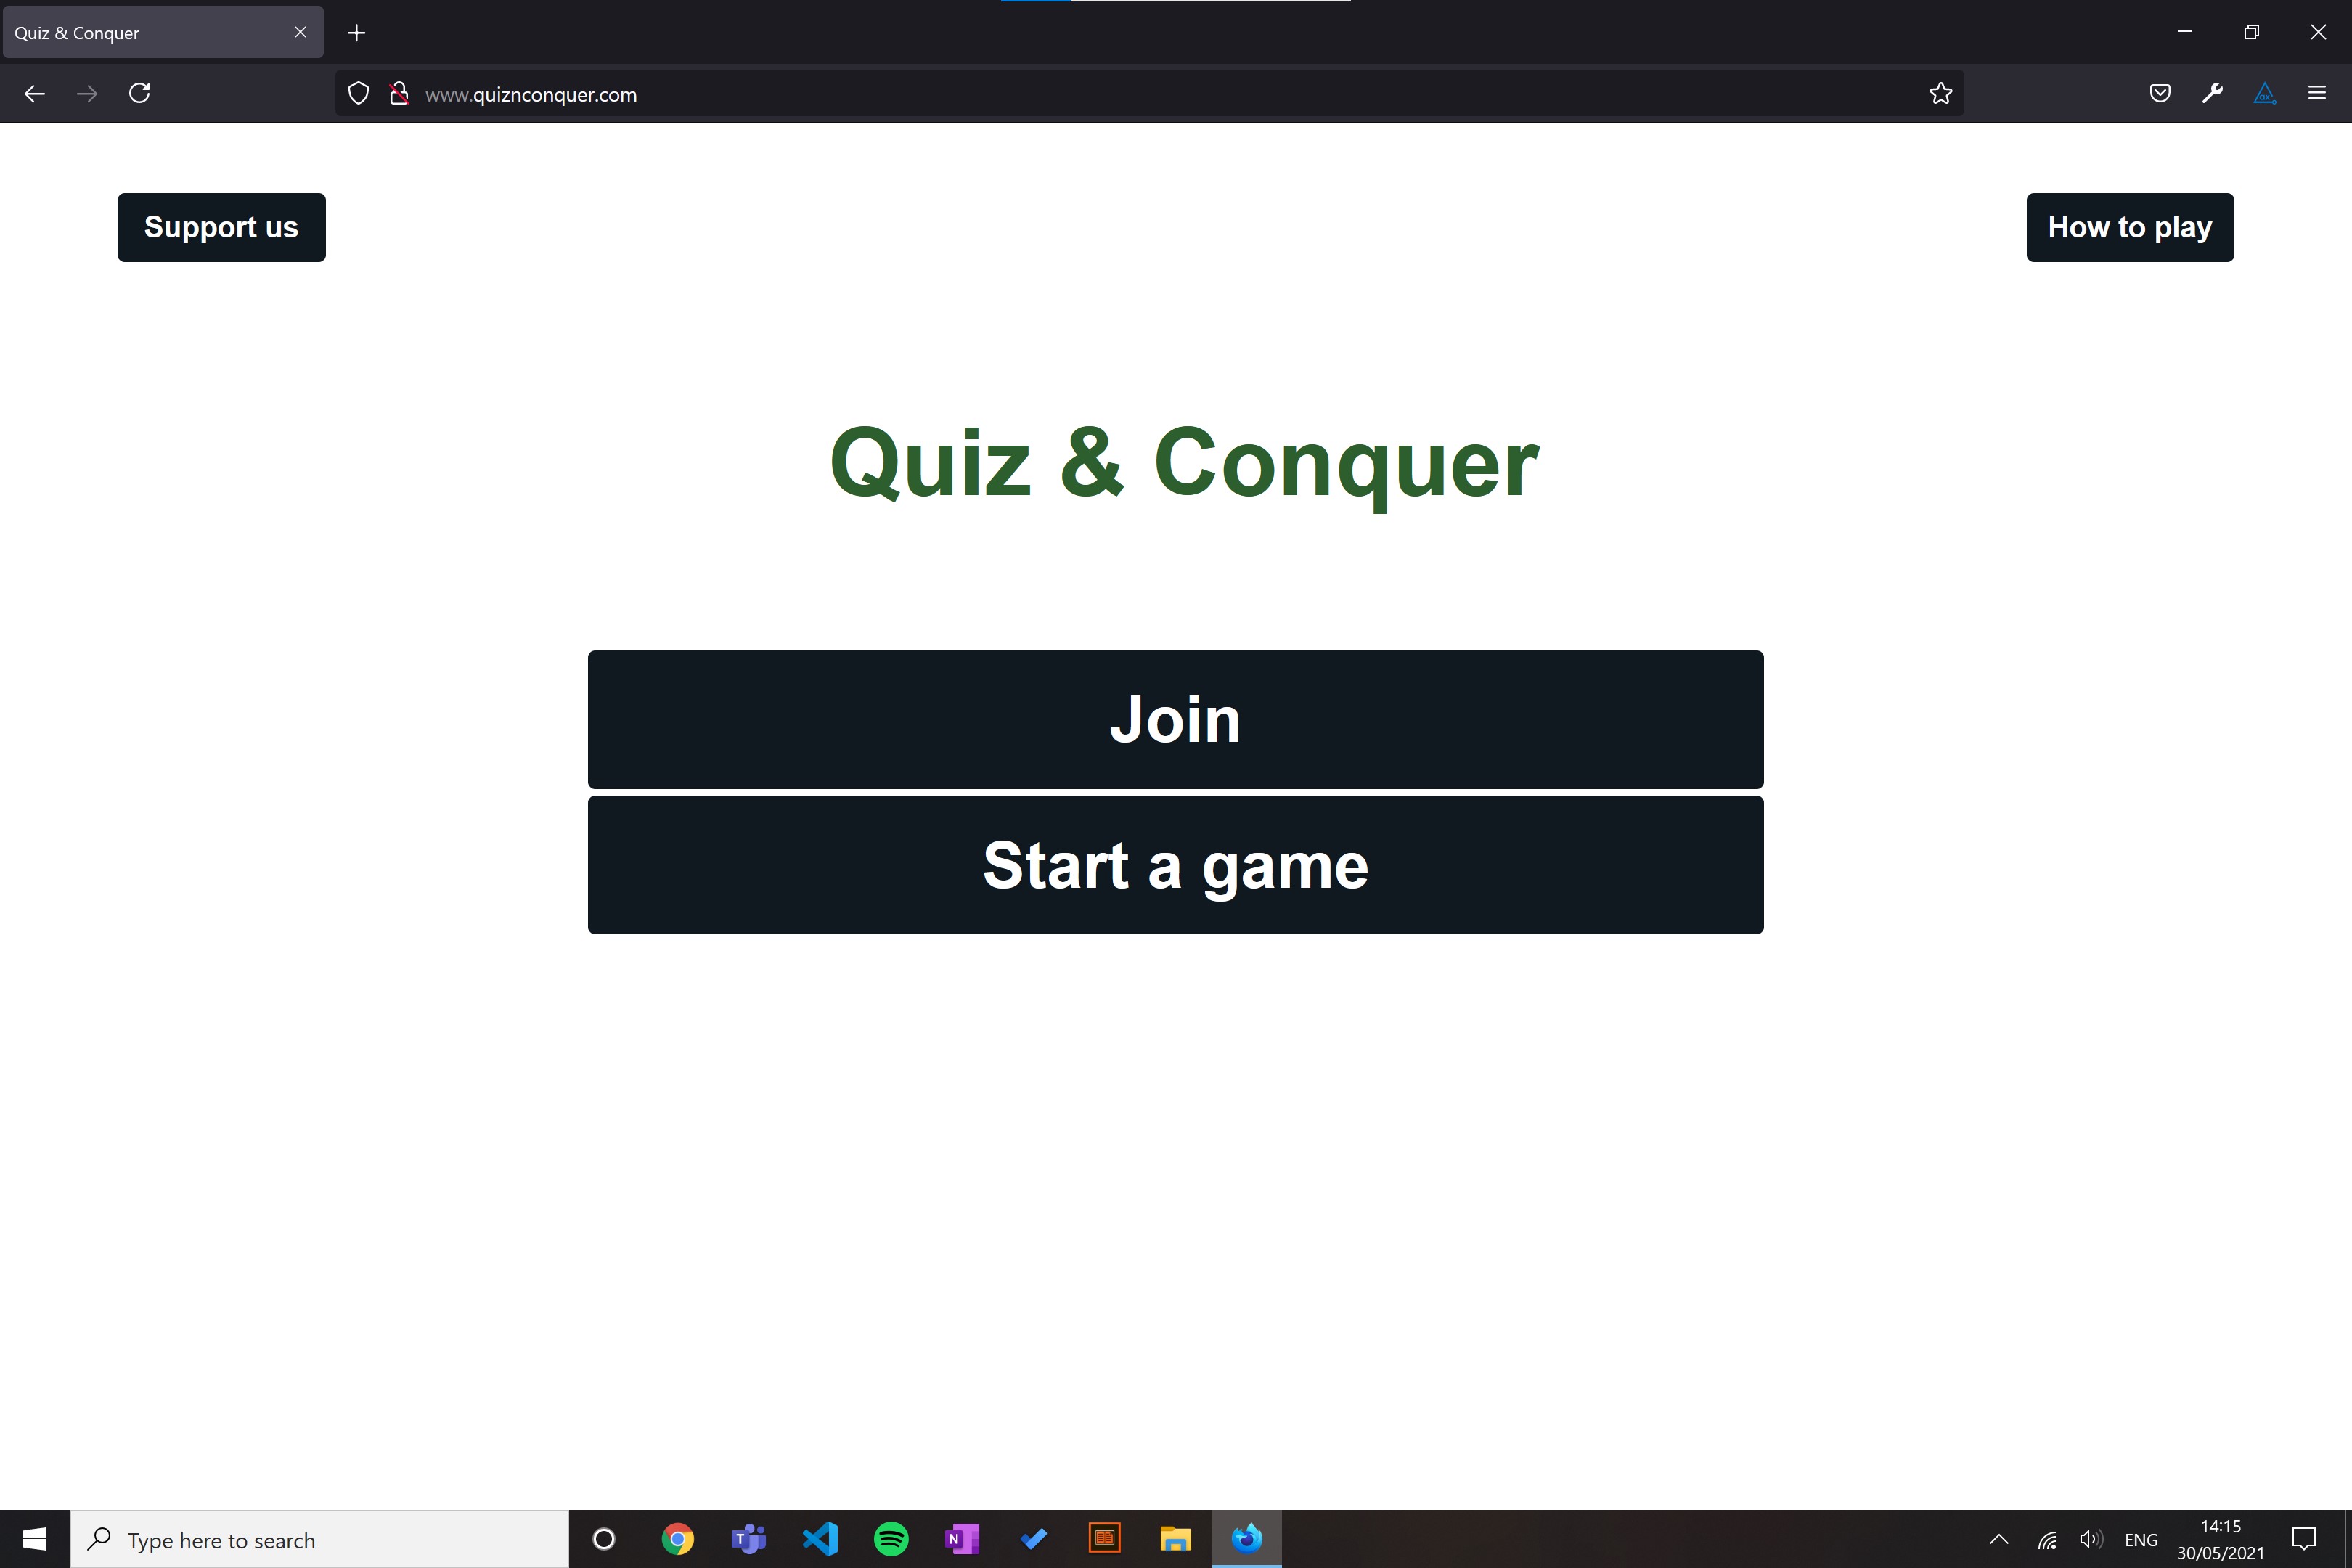 Quiz & Conquer
www.quiznconquer.com
Support us
How to play
Quiz & Conquer
Join
Start a game
Type here to search
ENG
14:15
30/05/2021